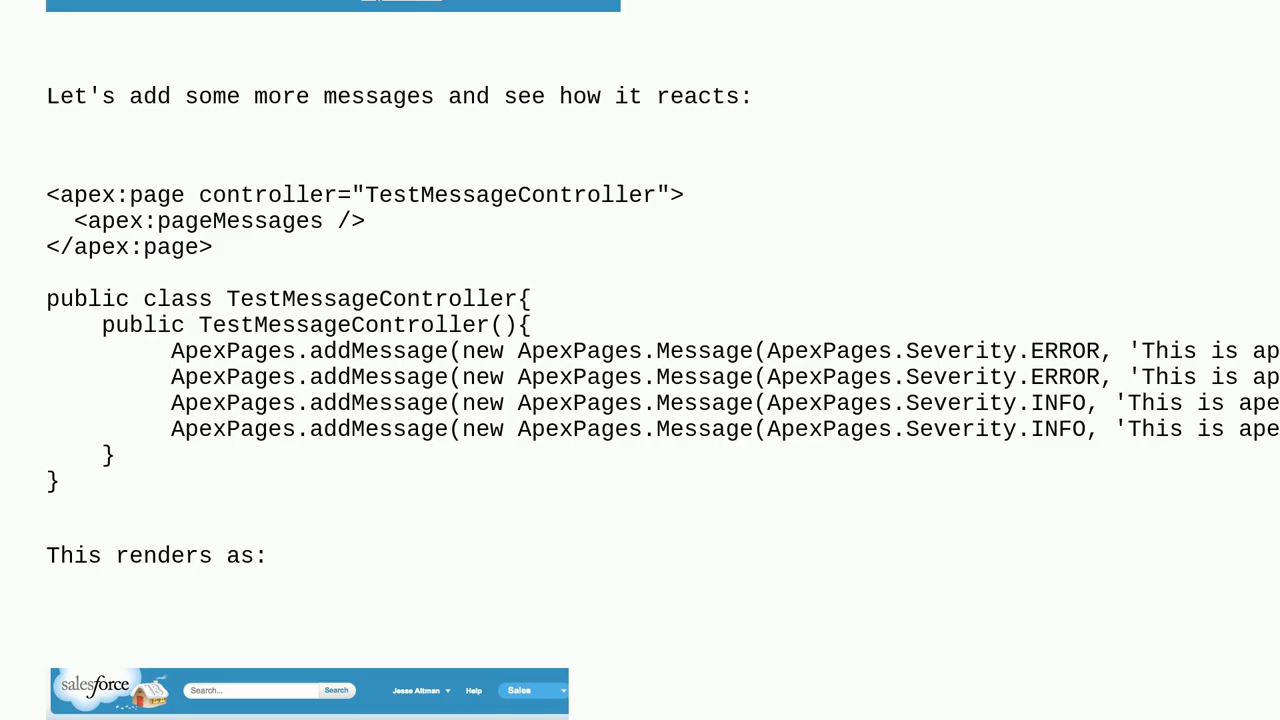 Let's add some more messages and see how it reacts:
<apex:page controller="TestMessageController">
  <apex:pageMessages />
</apex:page>
public class TestMessageController{
    public TestMessageController(){
         ApexPages.addMessage(new ApexPages.Message(ApexPages.Severity.ERROR, 'This is ap
         ApexPages.addMessage(new ApexPages.Message(ApexPages.Severity.ERROR, 'This is ap
         ApexPages.addMessage(new ApexPages.Message(ApexPages.Severity.INFO, 'This is ape
         ApexPages.addMessage(new ApexPages.Message(ApexPages.Severity.INFO, 'This is ape
    }
}
This renders as:
salesforce Search... Search Jesse Altman Help Sales